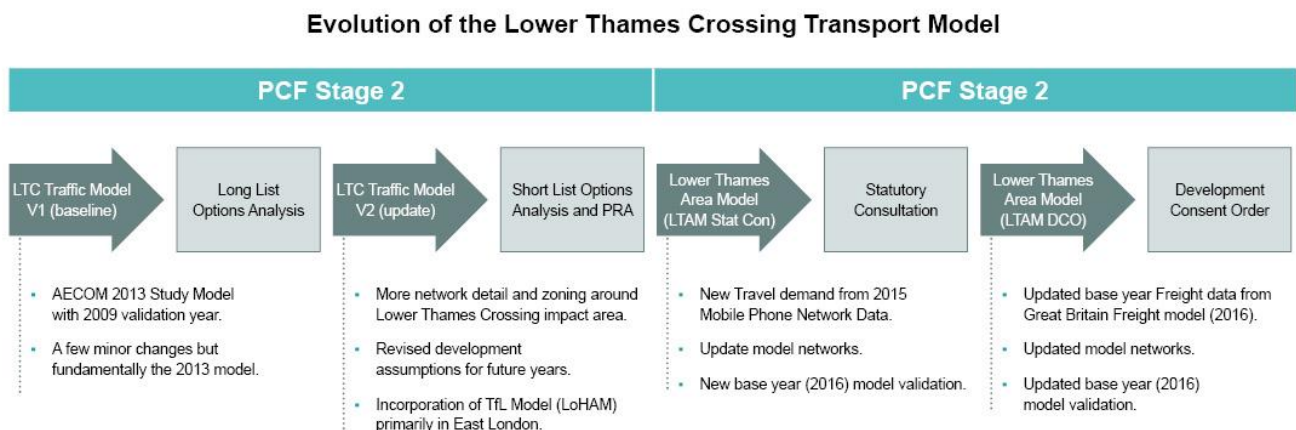 Evolution of the Lower Thames Crossing Transport Model
PCF Stage 2
PCF Stage 2
LTC Traffic Model
V1 (baseline)
Long List
Options Analysis
LTC Traffic Model
V2 (update)
Short List Options
Analysis and PRA
Lower Thames
Area Model
(LTAM Stat Con)
Statutory
Consultation
Lower Thames
Area Model
(LTAM DCO)
Development
Consent Order
▪ AECOM 2013 Study Model
with 2009 validation year.
▪ A few minor changes but
fundamentally the 2013 model.
▪ More network detail and zoning around
Lower Thames Crossing impact area.
▪ Revised development
assumptions for future years.
▪ Incorporation of TfL Model (LoHAM)
primarily in East London.
▪ New Travel demand from 2015
Mobile Phone Network Data.
▪ Update model networks.
▪ New base year (2016) model validation.
▪ Updated base year Freight data from
Great Britain Freight model (2016).
▪ Updated model networks.
▪ Updated base year (2016)
model validation.